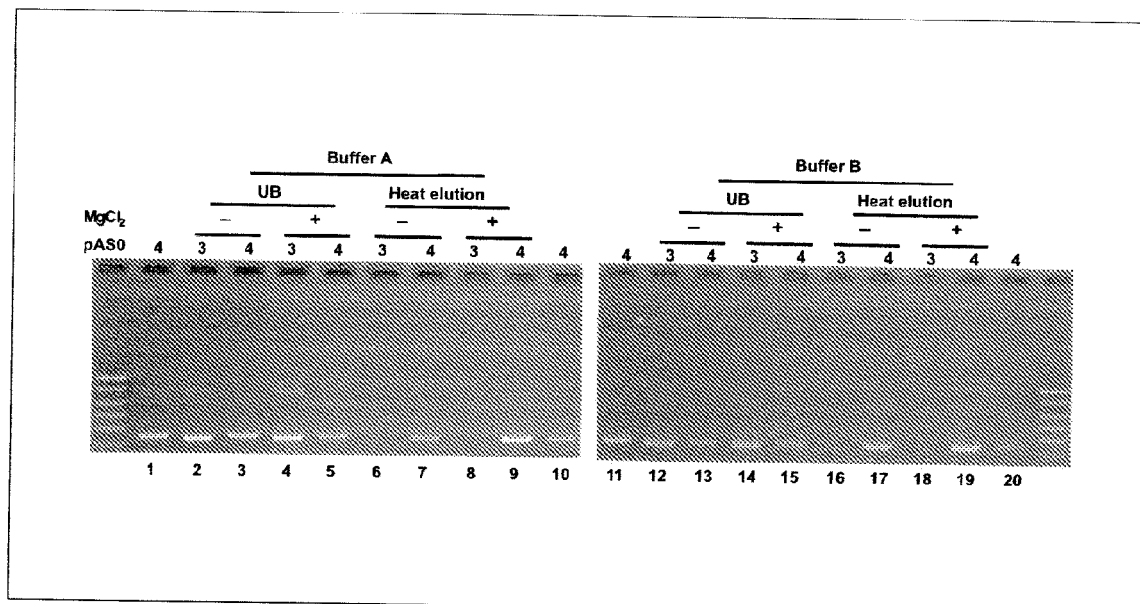 Buffer A Buffer B
UB Heat elution UB Heat elution
MgCl₂ – + – + – + – +
pAS0 4 3 4 3 4 3 4 3 4 4 4 3 4 3 4 3 4 3 4 4
1 2 3 4 5 6 7 8 9 10 11 12 13 14 15 16 17 18 19 20